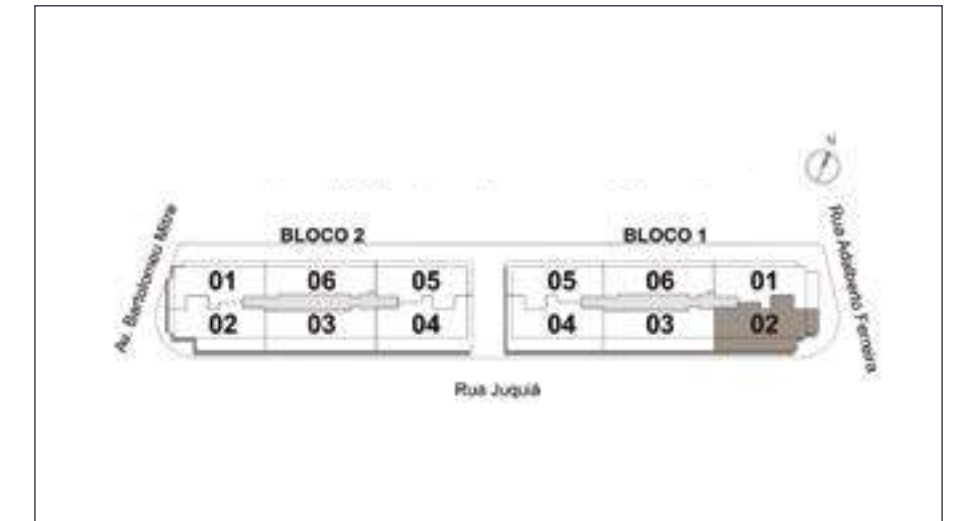 N
BLOCO 2
BLOCO 1
Av. Bartolomeu Mitre
Rua Adalberto Ferreira
01 06 05
05 06 01
02 03 04
04 03 02
Rua Juquiá